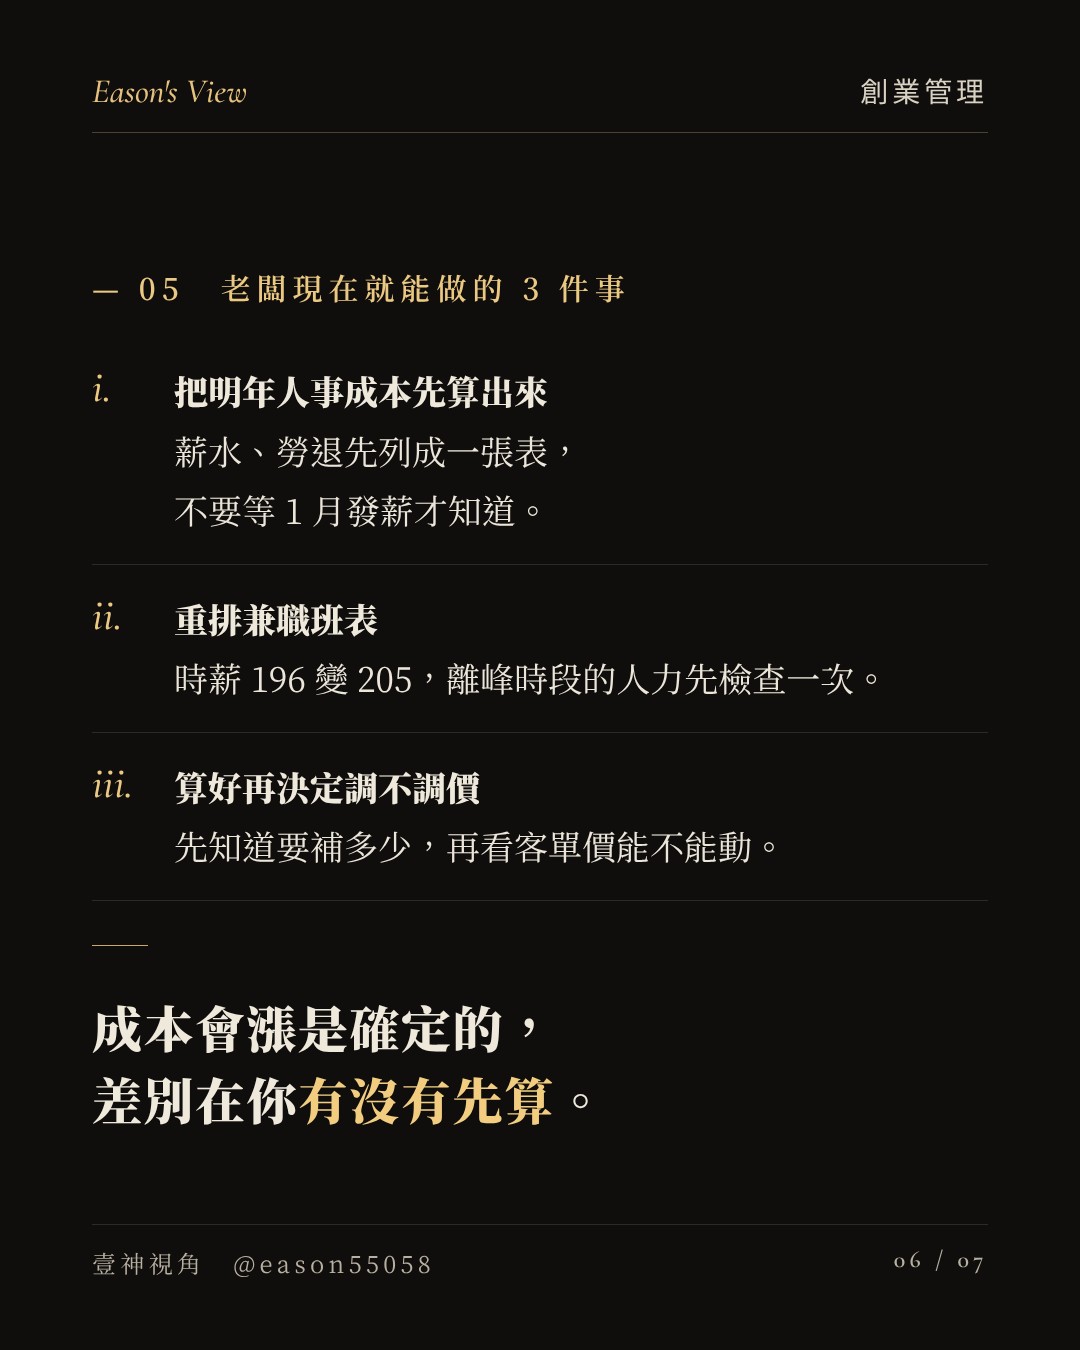 Eason's View
創業管理
— 05 老闆現在就能做的 3 件事
i.
把明年人事成本先算出來
薪水、勞退先列成一張表，
不要等 1 月發薪才知道。
ii.
重排兼職班表
時薪 196 變 205，離峰時段的人力先檢查一次。
iii.
算好再決定調不調價
先知道要補多少，再看客單價能不能動。
成本會漲是確定的，
差別在你有沒有先算。
壹神視角 @eason55058
06 / 07